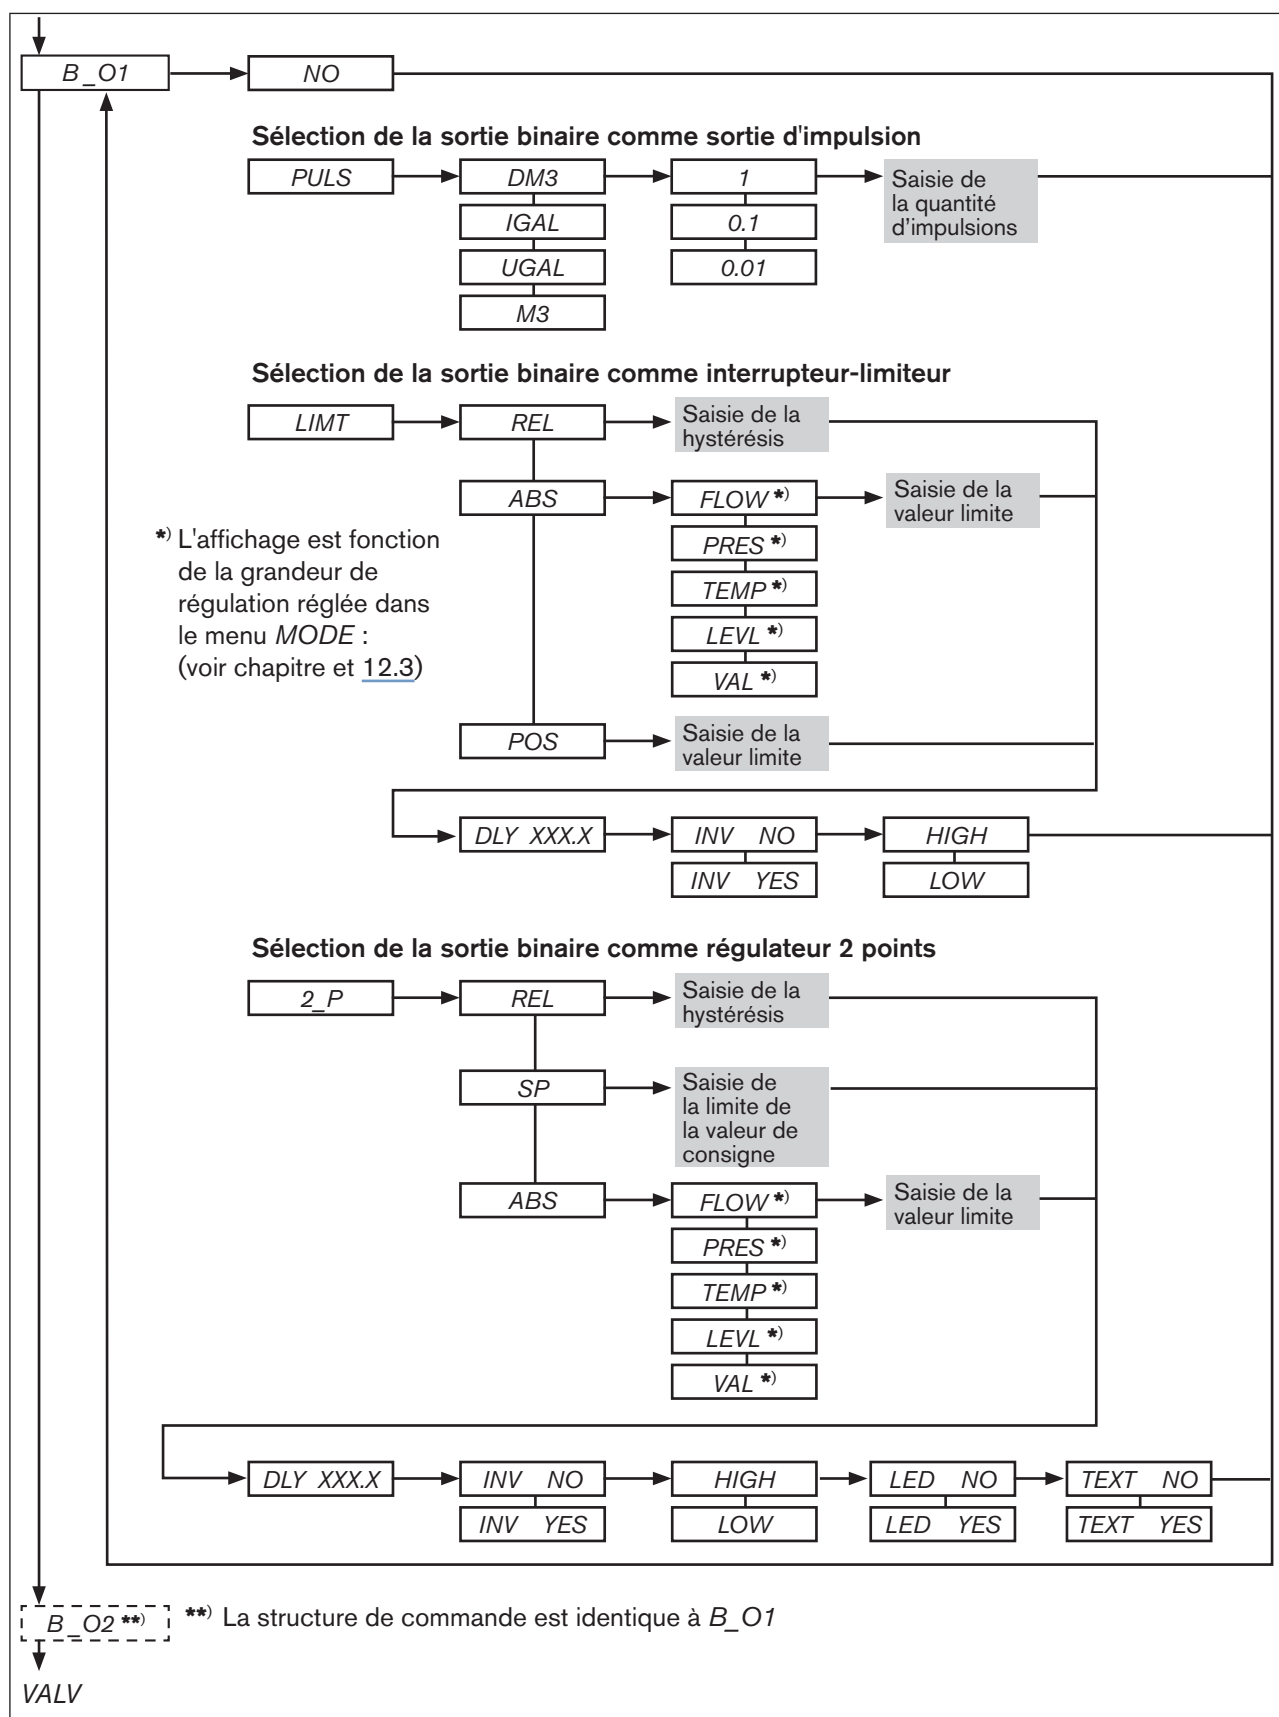 B_O1
NO
Sélection de la sortie binaire comme sortie d'impulsion
PULS
DM3
1
Saisie de
la quantité
d'impulsions
IGAL
0.1
UGAL
0.01
M3
Sélection de la sortie binaire comme interrupteur-limiteur
LIMT
REL
Saisie de la
hystérésis
ABS
FLOW *)
Saisie de la
valeur limite
PRES *)
TEMP *)
LEVL *)
VAL *)
*) L'affichage est fonction
de la grandeur de
régulation réglée dans
le menu MODE :
(voir chapitre et 12.3)
POS
Saisie de la
valeur limite
DLY XXX.X
INV NO
HIGH
INV YES
LOW
Sélection de la sortie binaire comme régulateur 2 points
2_P
REL
Saisie de la
hystérésis
SP
Saisie de
la limite de
la valeur de
consigne
ABS
FLOW *)
Saisie de la
valeur limite
PRES *)
TEMP *)
LEVL *)
VAL *)
DLY XXX.X
INV NO
HIGH
LED NO
TEXT NO
INV YES
LOW
LED YES
TEXT YES
B_O2 **)
**) La structure de commande est identique à B_O1
VALV